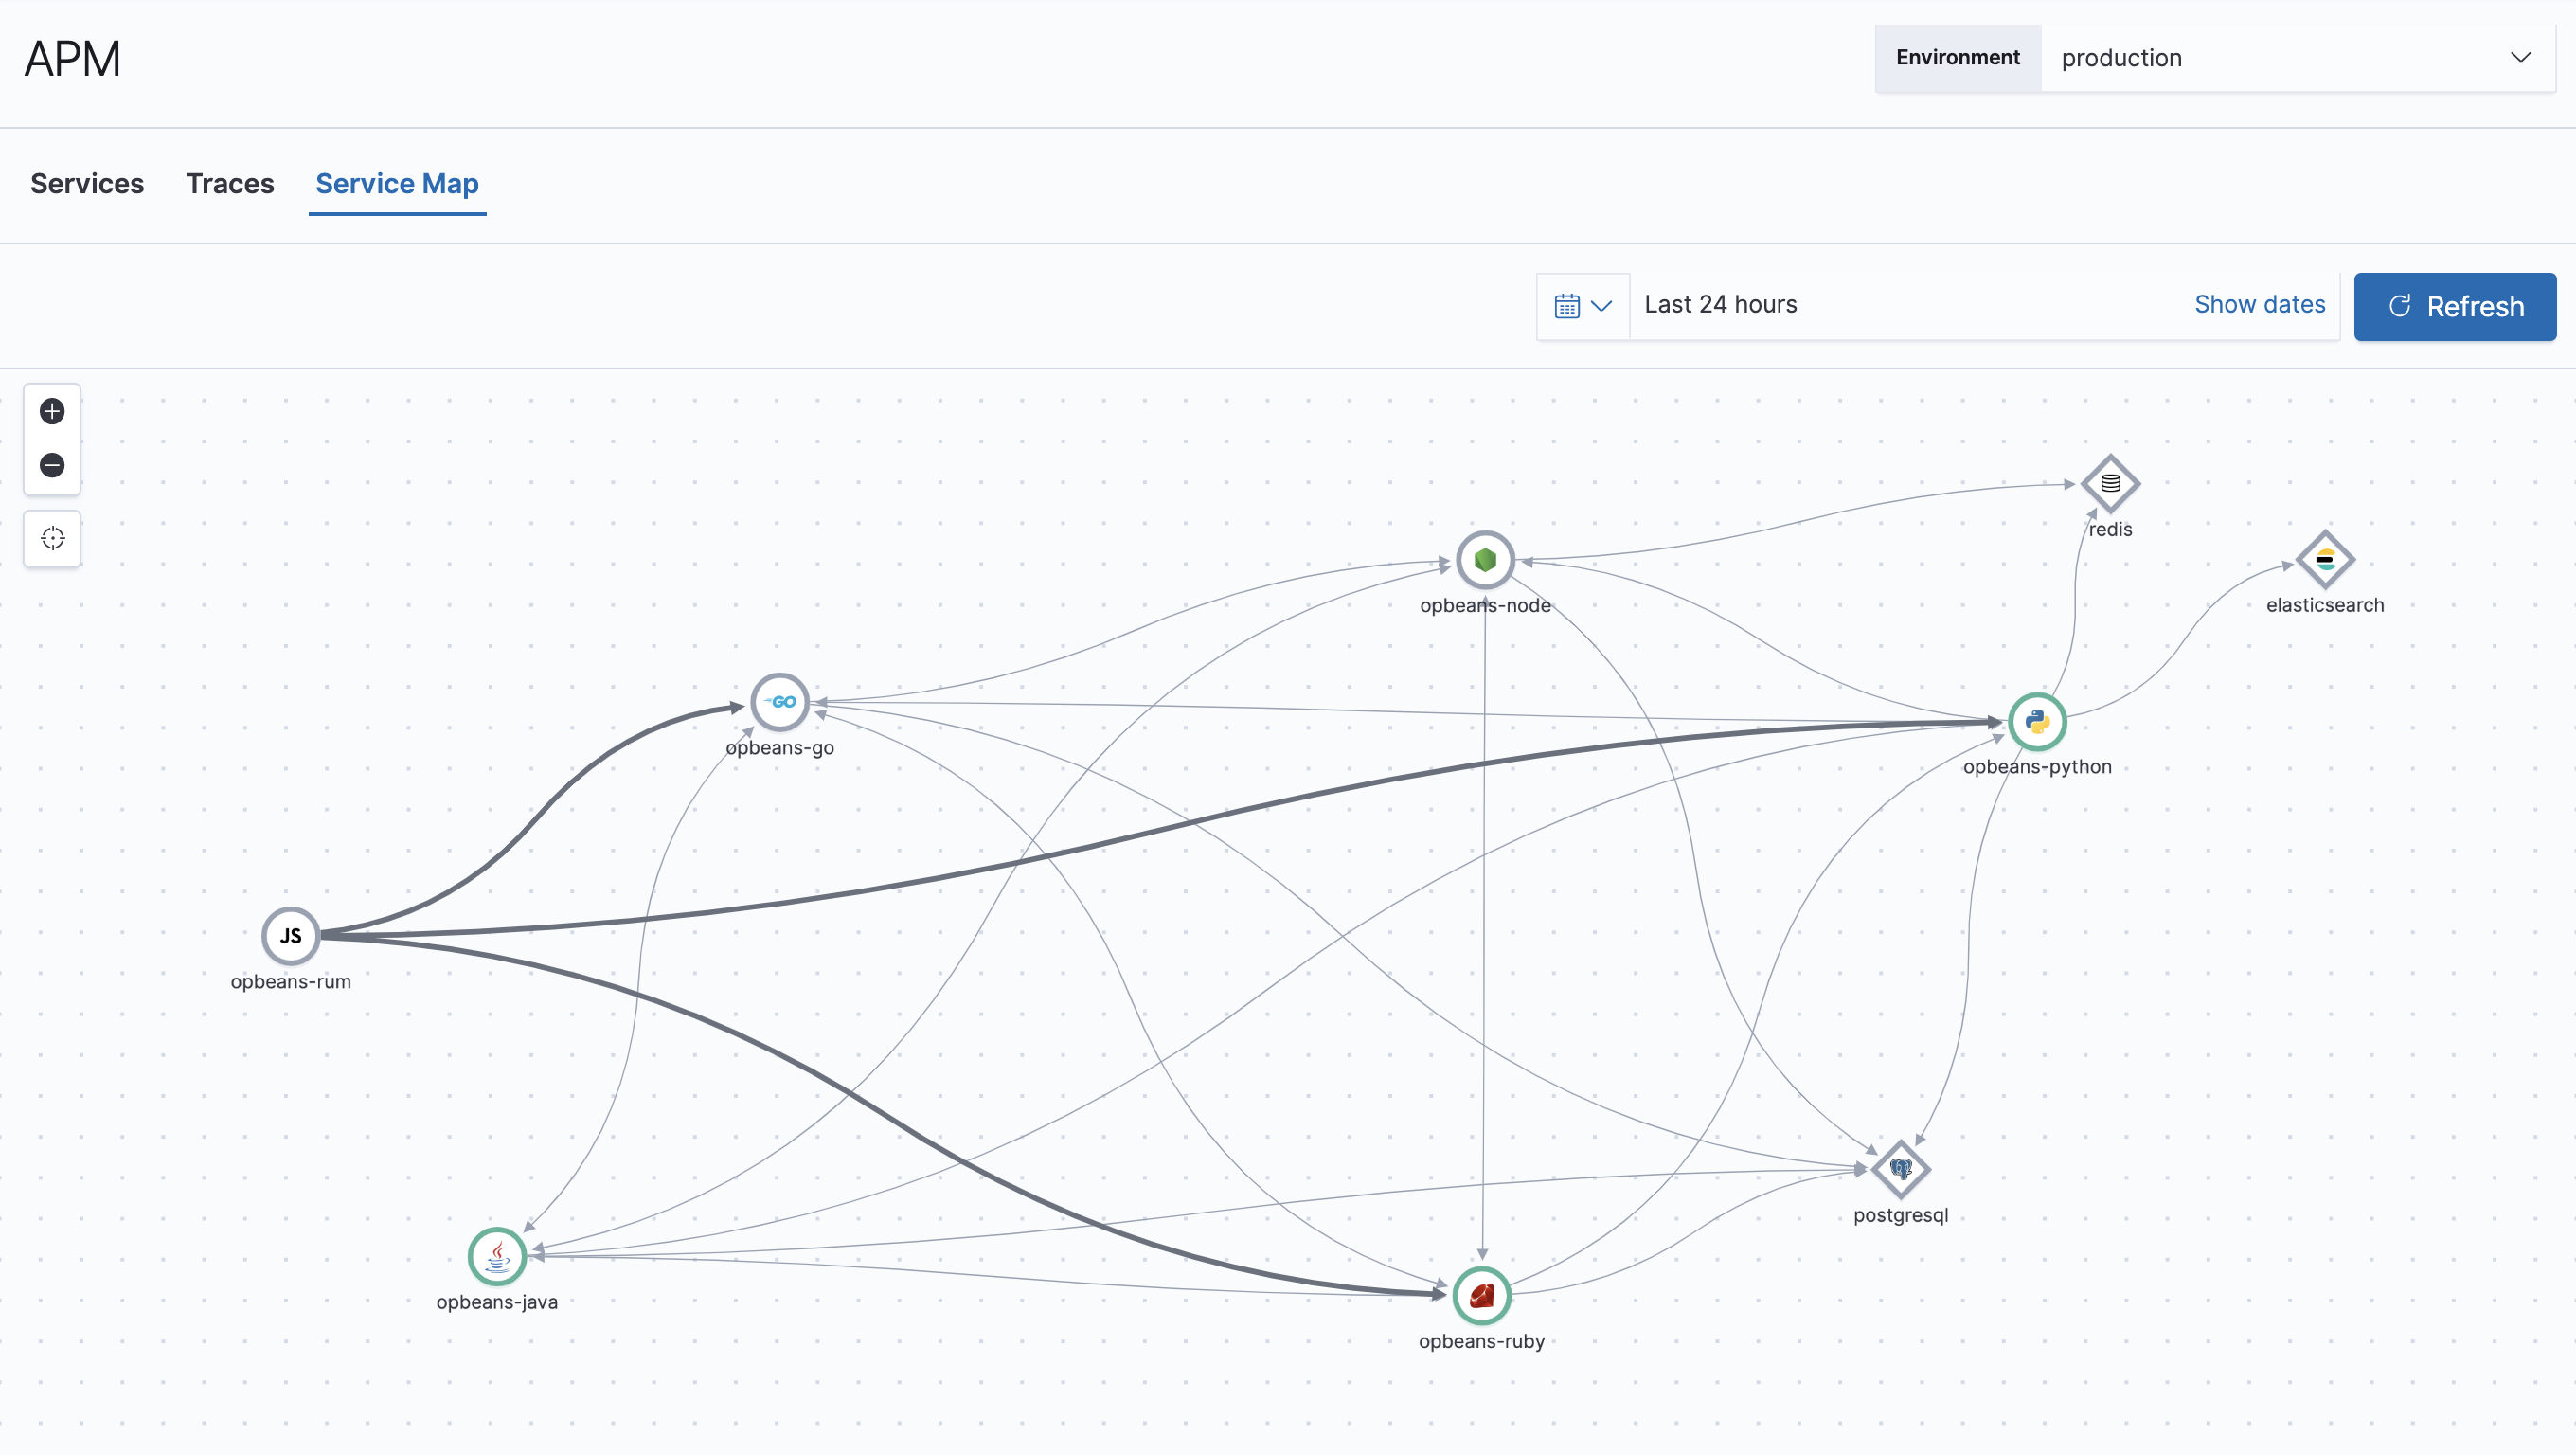 APM
Environment production
Services Traces Service Map
Last 24 hours Show dates Refresh
redis
opbeans-node
elasticsearch
GO
opbeans-go
opbeans-python
JS
opbeans-rum
postgresql
opbeans-java
opbeans-ruby